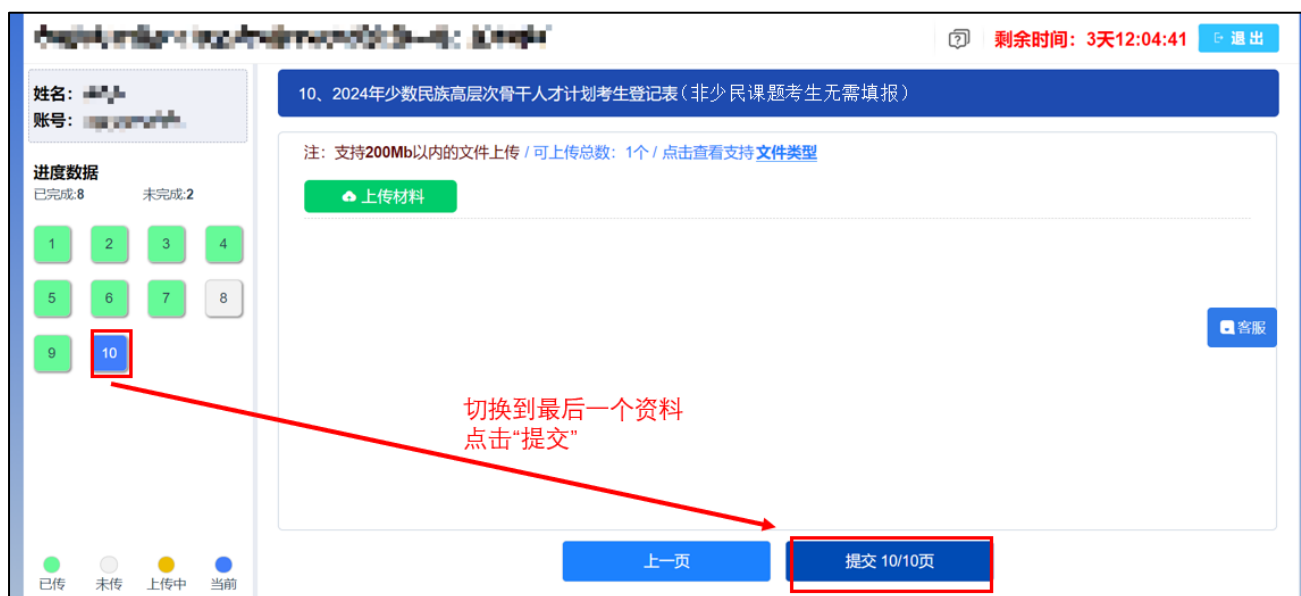 剩余时间：3天12:04:41
退出
姓名：
账号：
进度数据
已完成:8 未完成:2
1 2 3 4
5 6 7 8
9 10
已传 未传 上传中 当前
10、2024年少数民族高层次骨干人才计划考生登记表（非少民课题考生无需填报）
注：支持200Mb以内的文件上传 / 可上传总数：1个 / 点击查看支持文件类型
上传材料
客服
切换到最后一个资料
点击“提交”
上一页
提交 10/10页